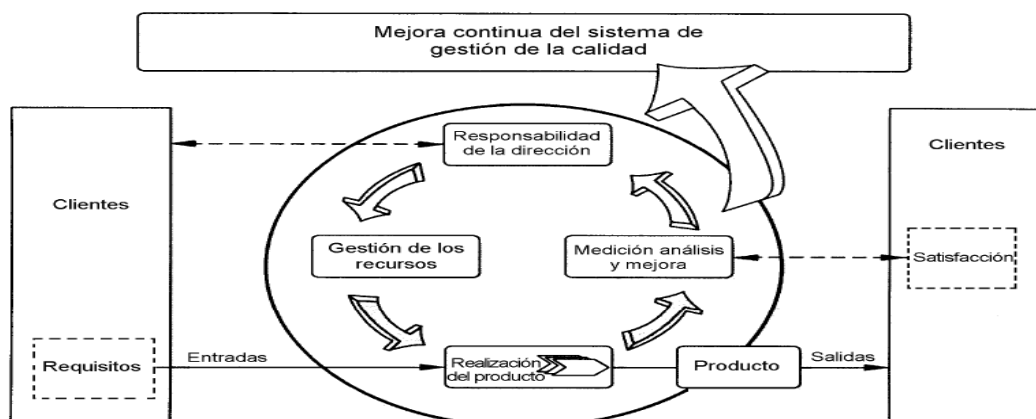 Mejora continua del sistema de
gestión de la calidad
Responsabilidad
de la dirección
Clientes
Clientes
Gestión de los
recursos
Medición análisis
y mejora
Satisfacción
Requisitos
Entradas
Realización
del producto
Producto
Salidas